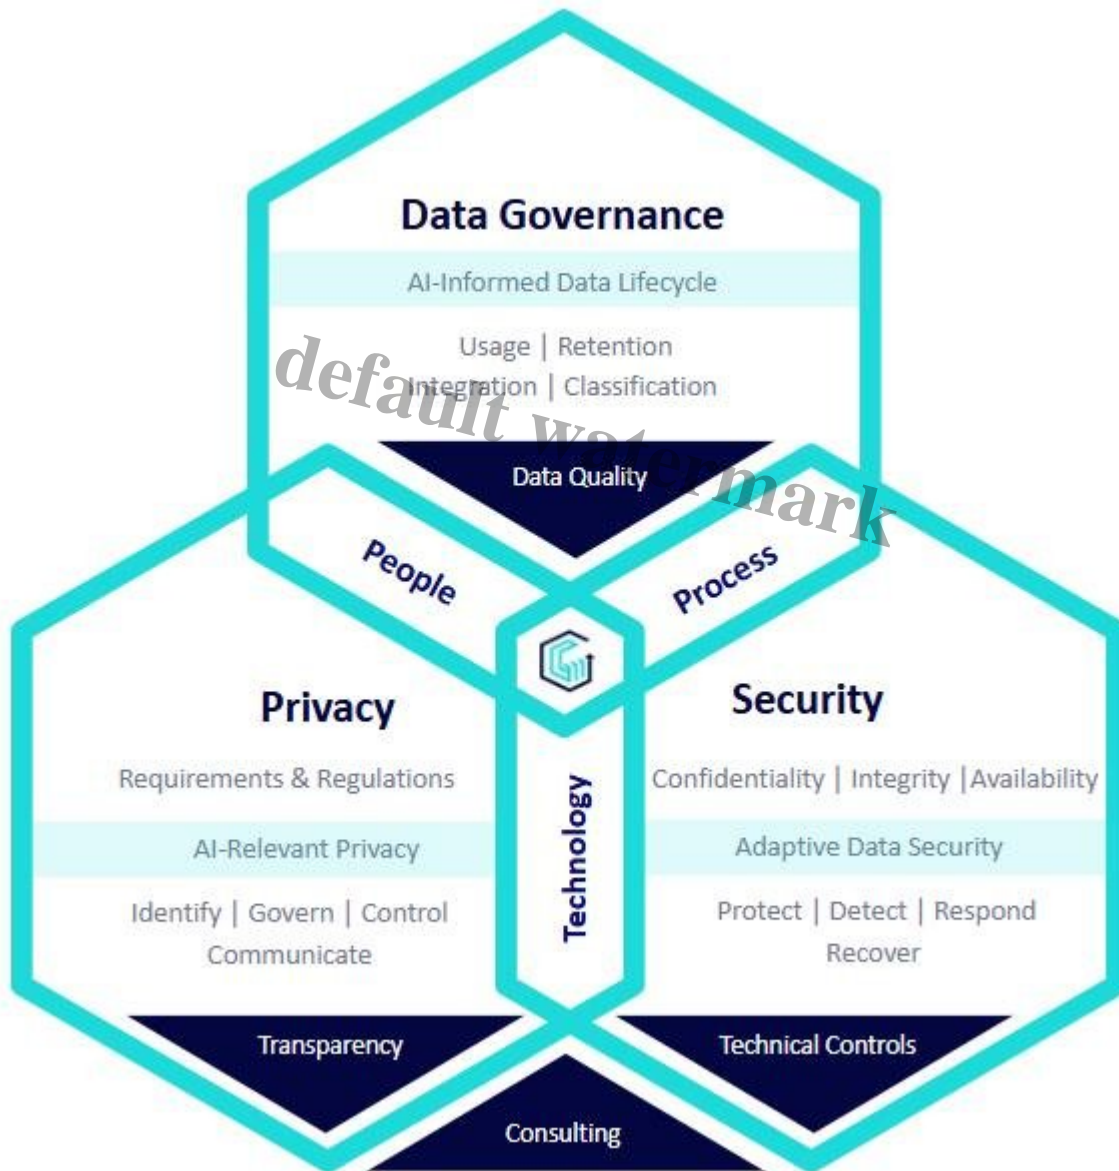 Data Governance
AI-Informed Data Lifecycle
Usage | Retention
Integration | Classification
default watermark
Data Quality
People
Process
Privacy
Requirements & Regulations
AI-Relevant Privacy
Identify | Govern | Control
Communicate
Transparency
Technology
Security
Confidentiality | Integrity |Availability
Adaptive Data Security
Protect | Detect | Respond
Recover
Technical Controls
Consulting